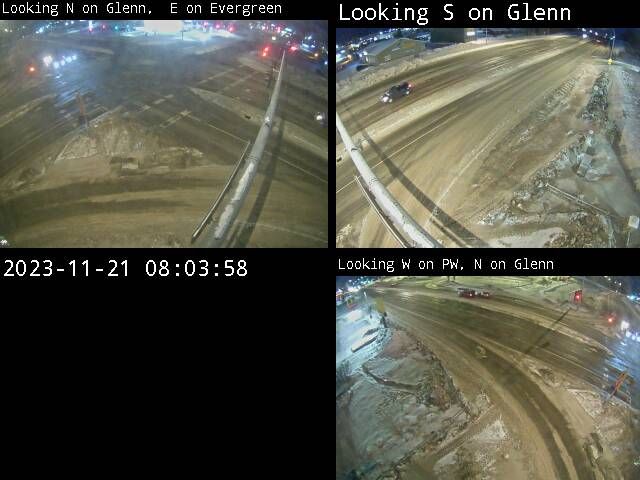 Looking N on Glenn,  E on Evergreen
Looking S on Glenn
2023-11-21 08:03:58
Looking W on PW, N on Glenn